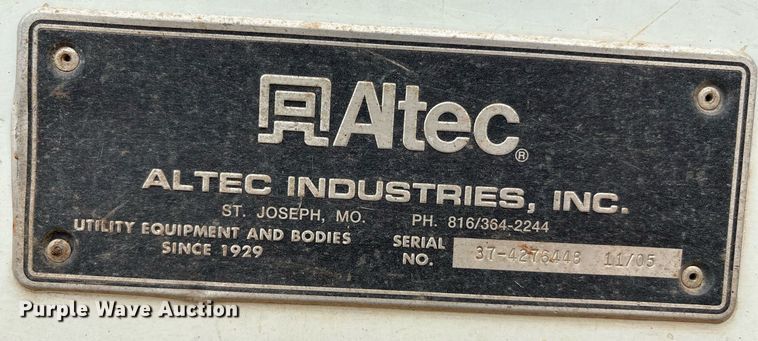 Altec®
ALTEC INDUSTRIES, INC.
ST. JOSEPH, MO. PH. 816/364-2244
UTILITY EQUIPMENT AND BODIES
SINCE 1929
SERIAL
NO. 37-4276448 11/05
Purple Wave Auction